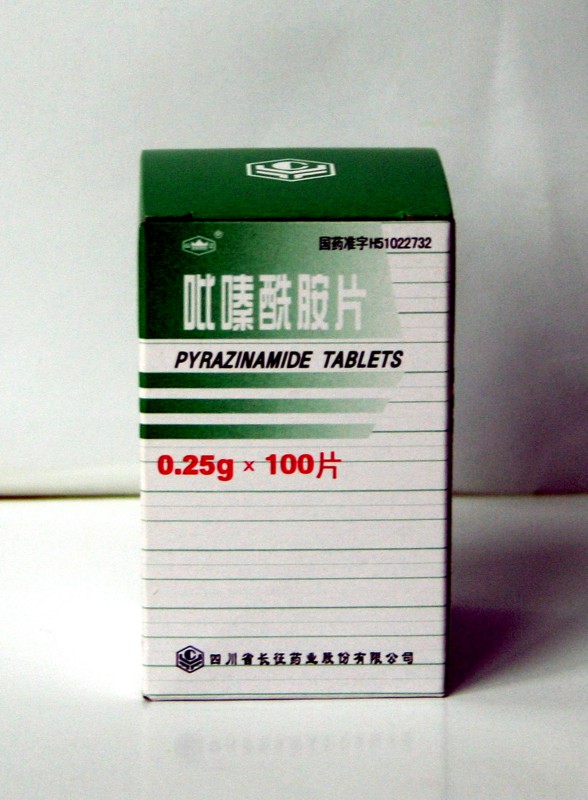 国药准字H51022732
吡嗪酰胺片
PYRAZINAMIDE TABLETS
0.25g × 100片
四川省长征药业股份有限公司